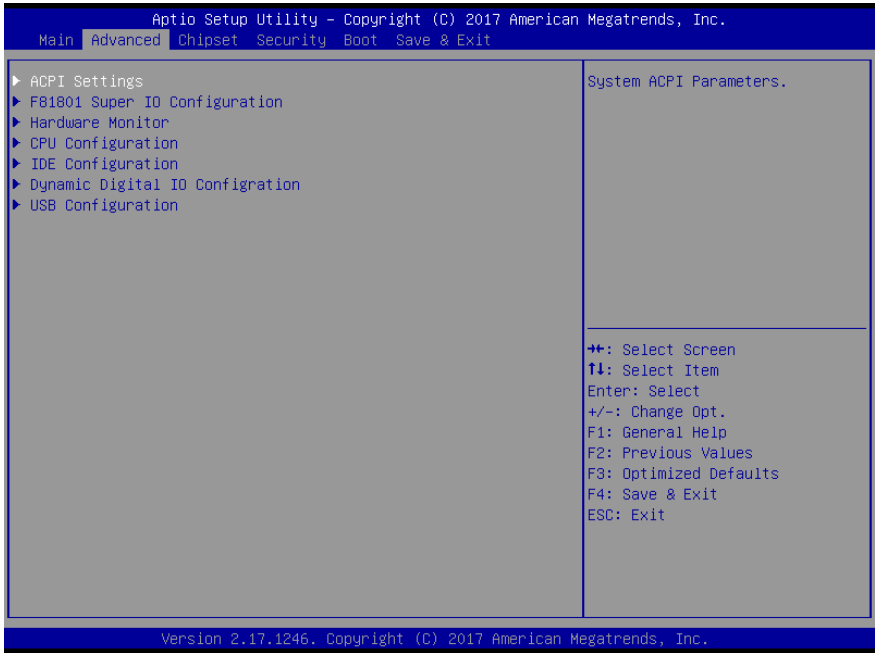 Aptio Setup Utility – Copyright (C) 2017 American Megatrends, Inc.
Main Advanced Chipset Security Boot Save & Exit
▶ ACPI Settings
▶ F81801 Super IO Configuration
▶ Hardware Monitor
▶ CPU Configuration
▶ IDE Configuration
▶ Dynamic Digital IO Configration
▶ USB Configuration
System ACPI Parameters.
→←: Select Screen
↑↓: Select Item
Enter: Select
+/-: Change Opt.
F1: General Help
F2: Previous Values
F3: Optimized Defaults
F4: Save & Exit
ESC: Exit
Version 2.17.1246. Copyright (C) 2017 American Megatrends, Inc.